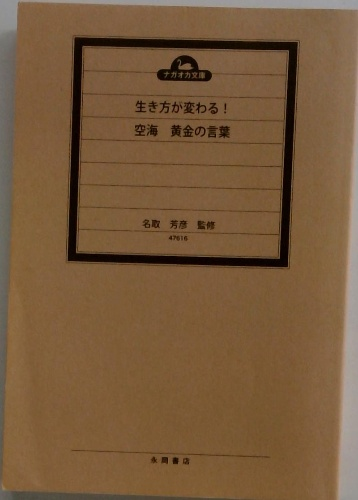 ナガオカ文庫
生き方が変わる！
空海 黄金の言葉
名取 芳彦 監修
47616
永岡書店